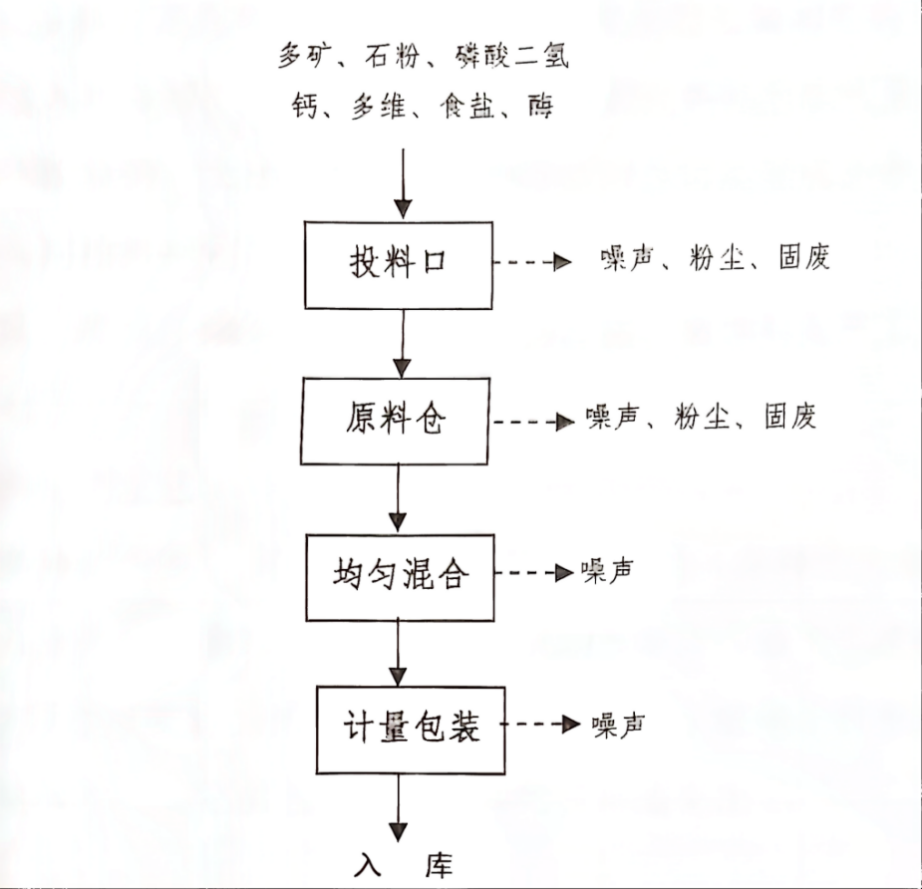 多矿、石粉、磷酸二氢
钙、多维、食盐、酶
投料口
噪声、粉尘、固废
原料仓
噪声、粉尘、固废
均匀混合
噪声
计量包装
噪声
入 库